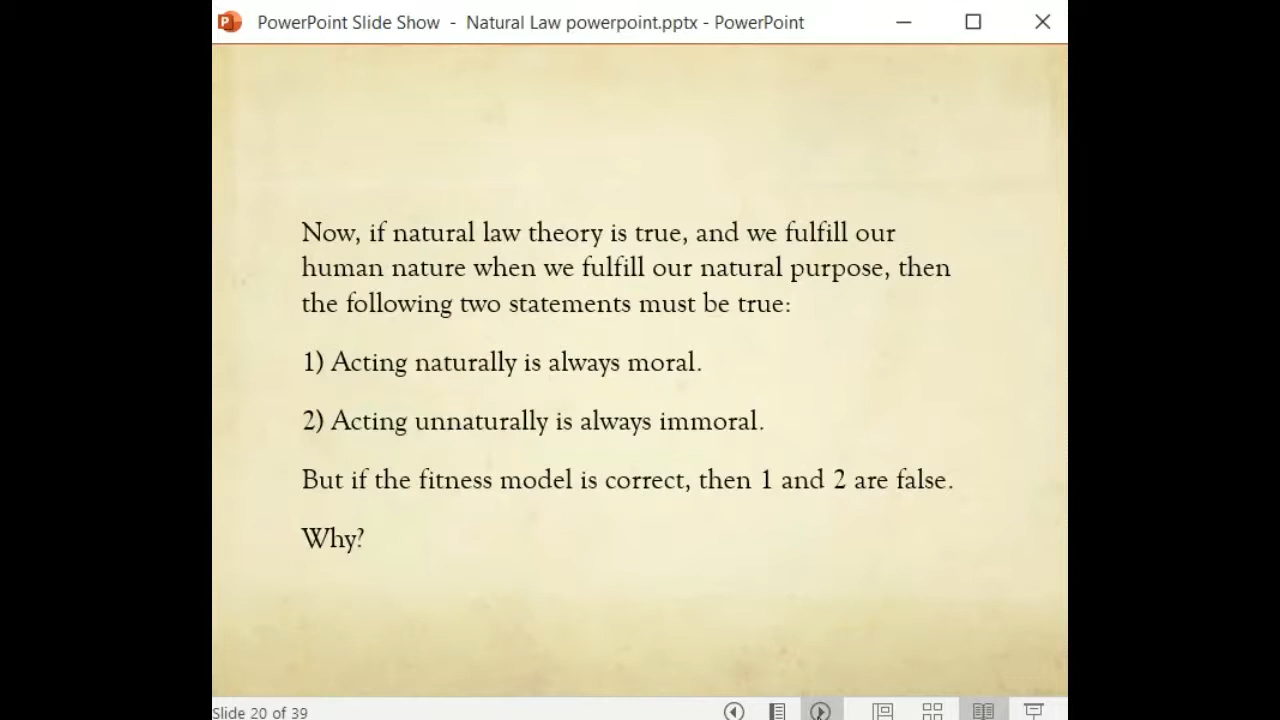 PowerPoint Slide Show - Natural Law powerpoint.pptx - PowerPoint
Now, if natural law theory is true, and we fulfill our
human nature when we fulfill our natural purpose, then
the following two statements must be true:
1) Acting naturally is always moral.
2) Acting unnaturally is always immoral.
But if the fitness model is correct, then 1 and 2 are false.
Why?
Slide 20 of 39